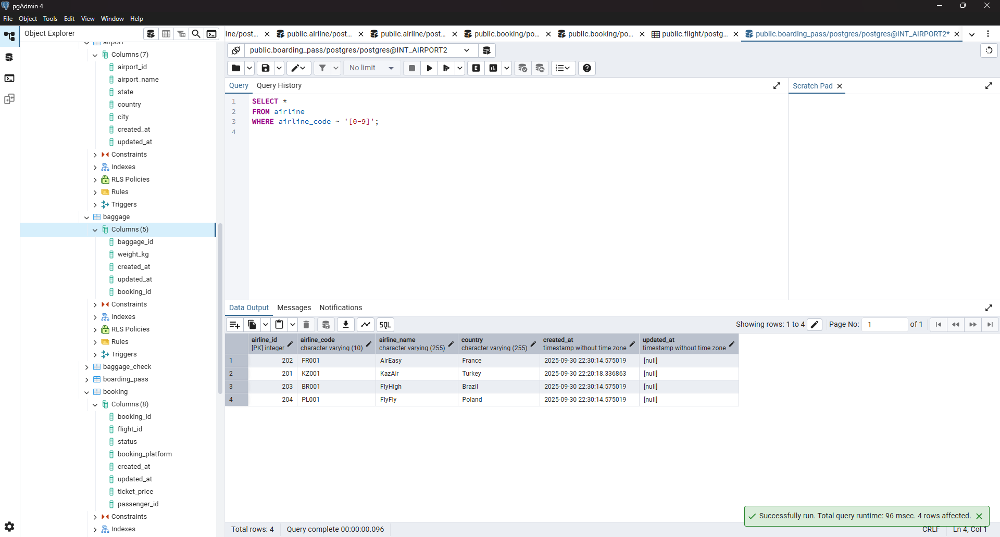 pgAdmin 4
File Object Tools Edit View Window Help
Object Explorer
ine/post... public.airline/post... public.airline/post... public.booking/po... public.booking/po... public.flight/postg... public.boarding_pass/postgres/postgres@INT_AIRPORT2*
public.boarding_pass/postgres/postgres@INT_AIRPORT2
No limit
E
Query Query History
Scratch Pad
1 SELECT *
2 FROM airline
3 WHERE airline_code ~ '[0-9]';
4
airport
Columns (7)
airport_id
airport_name
state
country
city
created_at
updated_at
Constraints
Indexes
RLS Policies
Rules
Triggers
baggage
Columns (5)
baggage_id
weight_kg
created_at
updated_at
booking_id
Constraints
Indexes
RLS Policies
Rules
Triggers
baggage_check
boarding_pass
booking
Columns (8)
booking_id
flight_id
status
booking_platform
created_at
updated_at
ticket_price
passenger_id
Constraints
Indexes
Data Output Messages Notifications
SQL
Showing rows: 1 to 4 Page No: 1 of 1
airline_id airline_code airline_name country created_at updated_at
[PK] integer character varying (10) character varying (255) character varying (255) timestamp without time zone timestamp without time zone
1 202 FR001 AirEasy France 2025-09-30 22:30:14.575019 [null]
2 201 KZ001 KazAir Turkey 2025-09-30 22:20:18.336863 [null]
3 203 BR001 FlyHigh Brazil 2025-09-30 22:30:14.575019 [null]
4 204 PL001 FlyFly Poland 2025-09-30 22:30:14.575019 [null]
Successfully run. Total query runtime: 96 msec. 4 rows affected.
Total rows: 4 Query complete 00:00:00.096 CRLF Ln 4, Col 1